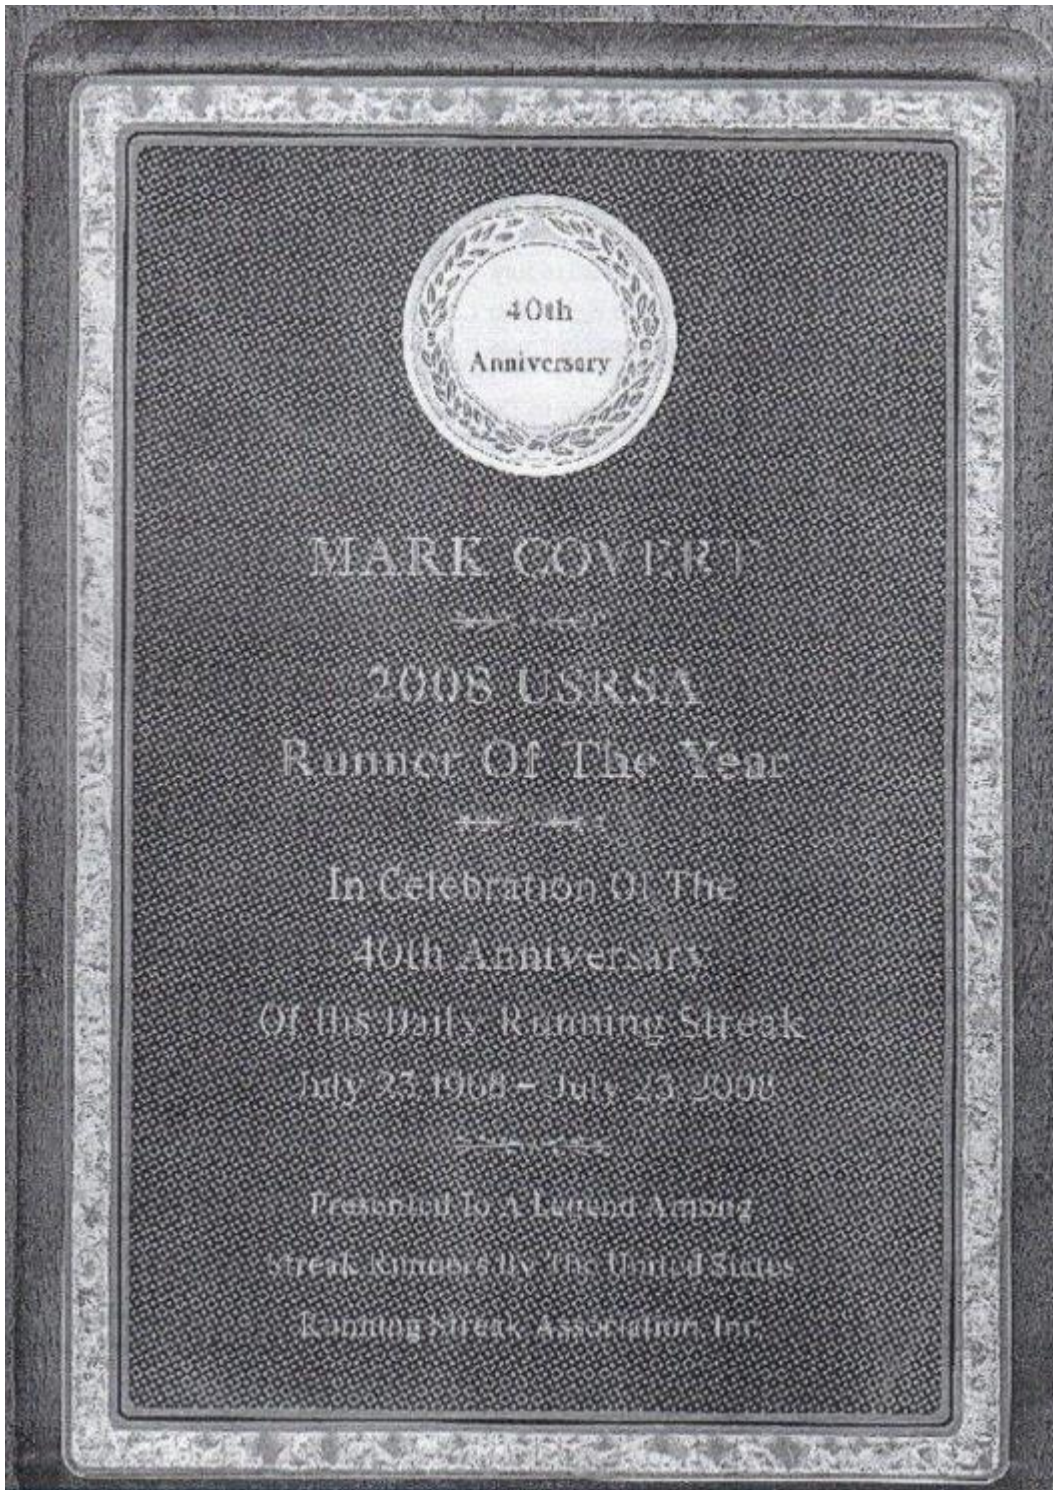 40th
Anniversary
MARK COVERT
2008 USRSA
Runner Of The Year
In Celebration Of The
40th Anniversary
Of His Daily Running Streak
July 23, 1968 - July 23, 2008
Presented To A Legend Among
Streak Runners By The United States
Running Streak Association, Inc.